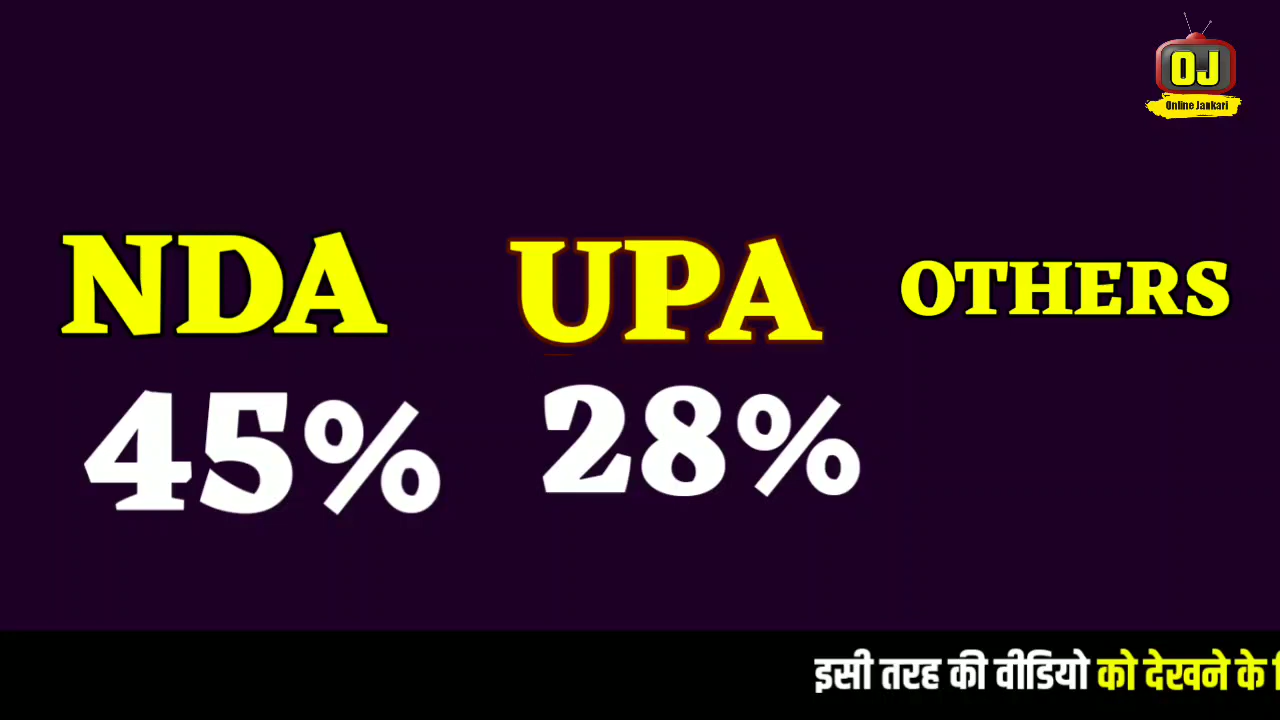 OJ
Online Jankari
NDA UPA OTHERS
45% 28%
इसी तरह की वीडियो को देखने के